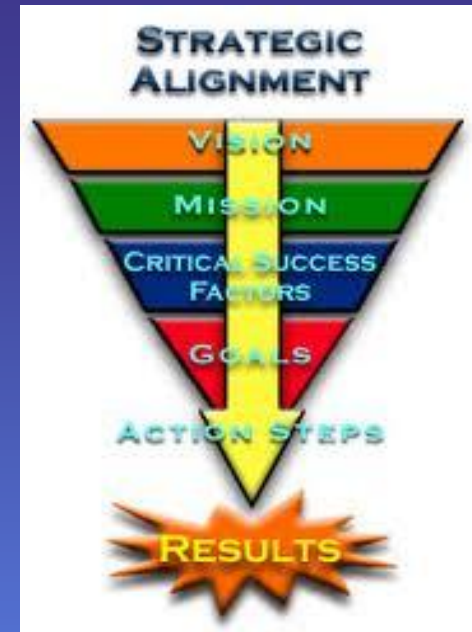 STRATEGIC
ALIGNMENT
VISION
MISSION
CRITICAL SUCCESS
FACTORS
GOALS
ACTION STEPS
RESULTS